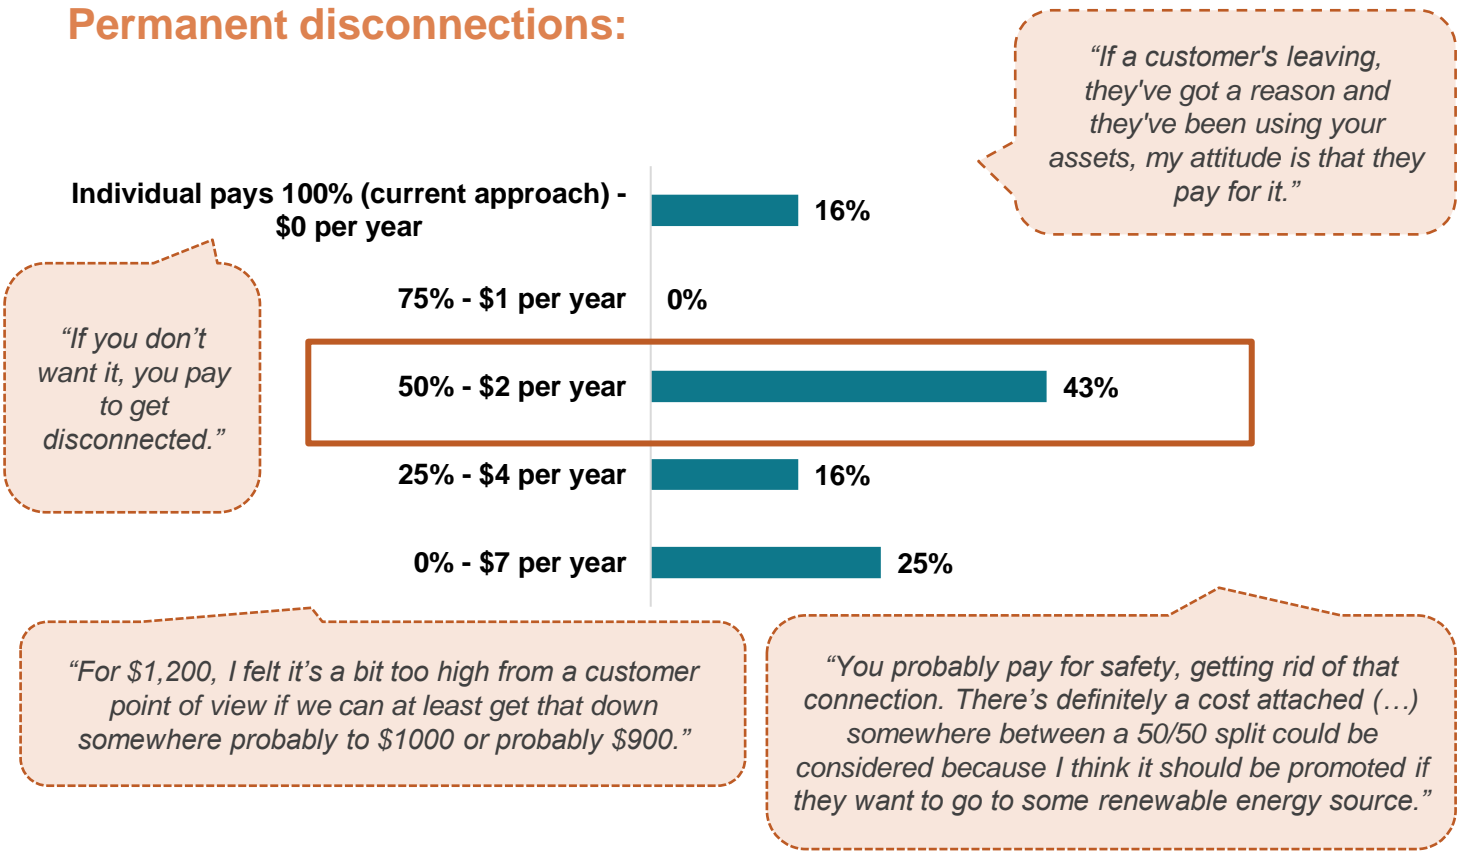 Permanent disconnections:
“If a customer's leaving,
they've got a reason and
they've been using your
assets, my attitude is that they
pay for it.”
Individual pays 100% (current approach) -
$0 per year
16%
75% - $1 per year
0%
“If you don’t
want it, you pay
to get
disconnected.”
50% - $2 per year
43%
25% - $4 per year
16%
0% - $7 per year
25%
“For $1,200, I felt it’s a bit too high from a customer
point of view if we can at least get that down
somewhere probably to $1000 or probably $900.”
“You probably pay for safety, getting rid of that
connection. There’s definitely a cost attached (…)
somewhere between a 50/50 split could be
considered because I think it should be promoted if
they want to go to some renewable energy source.”